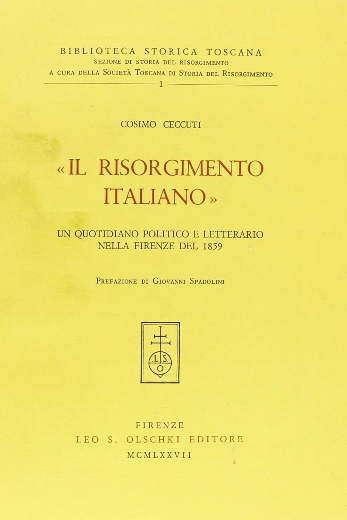 BIBLIOTECA STORICA TOSCANA
SEZIONE DI STORIA DEL RISORGIMENTO
A CURA DELLA SOCIETÀ TOSCANA DI STORIA DEL RISORGIMENTO
1
COSIMO CECCUTI
« IL RISORGIMENTO
ITALIANO »
UN QUOTIDIANO POLITICO E LETTERARIO
NELLA FIRENZE DEL 1859
PREFAZIONE DI GIOVANNI SPADOLINI
L S
O
FIRENZE
LEO S. OLSCHKI EDITORE
MCMLXXVII